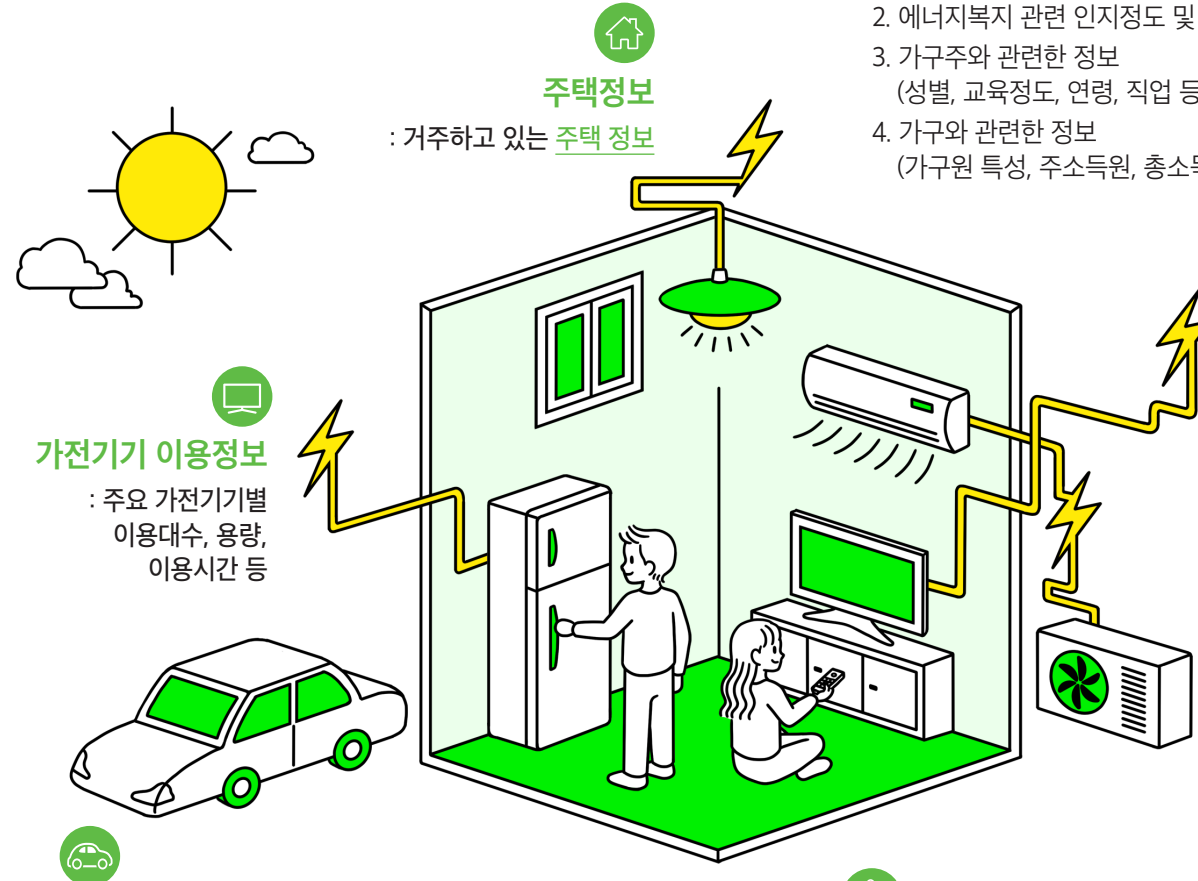 주택정보
: 거주하고 있는 주택 정보
2. 에너지복지 관련 인지정도 및
3. 가구주와 관련한 정보
(성별, 교육정도, 연령, 직업 등
4. 가구와 관련한 정보
(가구원 특성, 주소득원, 총소득
가전기기 이용정보
: 주요 가전기기별
이용대수, 용량,
이용시간 등